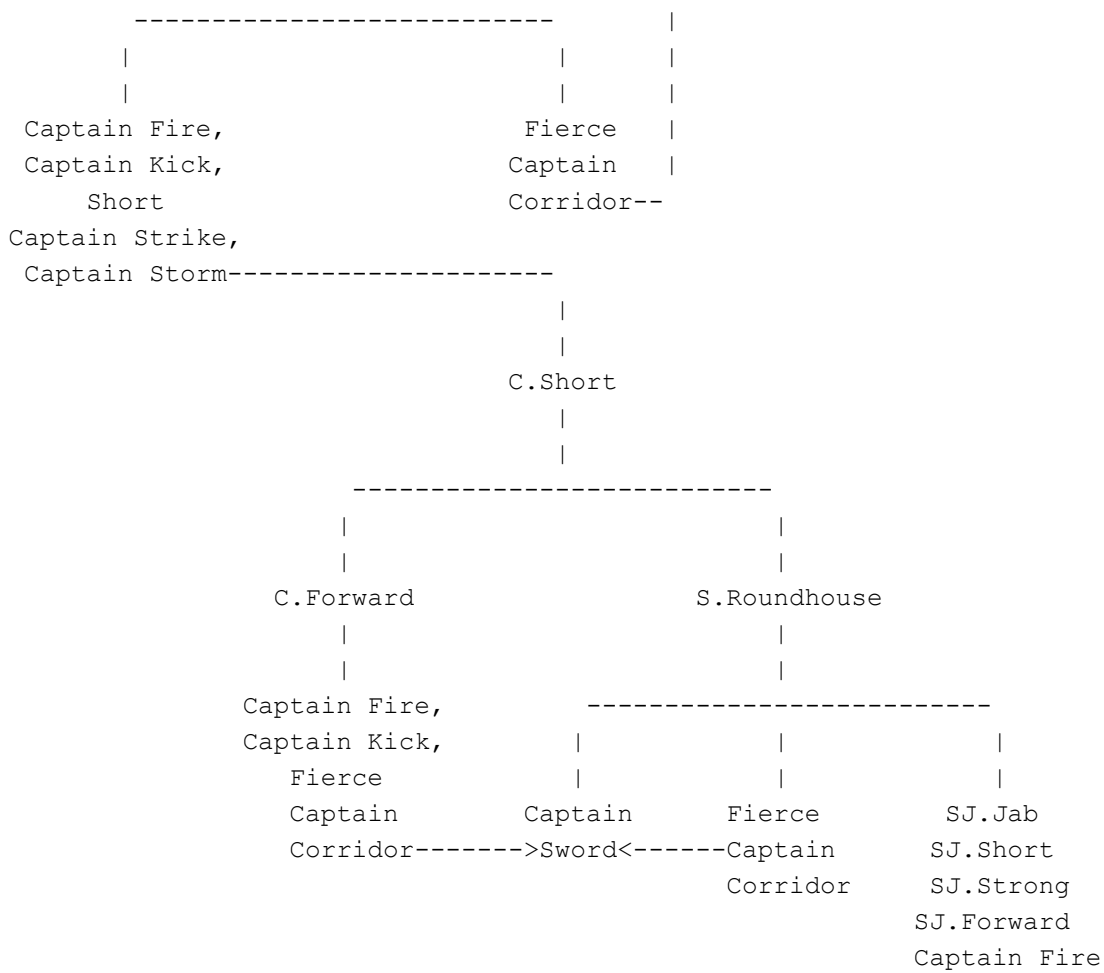 Captain Fire, Fierce
Captain Kick, Captain
Short Corridor--
Captain Strike,
Captain Storm---------------------
C.Short
C.Forward S.Roundhouse
Captain Fire,
Captain Kick,
Fierce
Captain Captain Fierce SJ.Jab
Corridor------->Sword<------Captain SJ.Short
Corridor SJ.Strong
SJ.Forward
Captain Fire